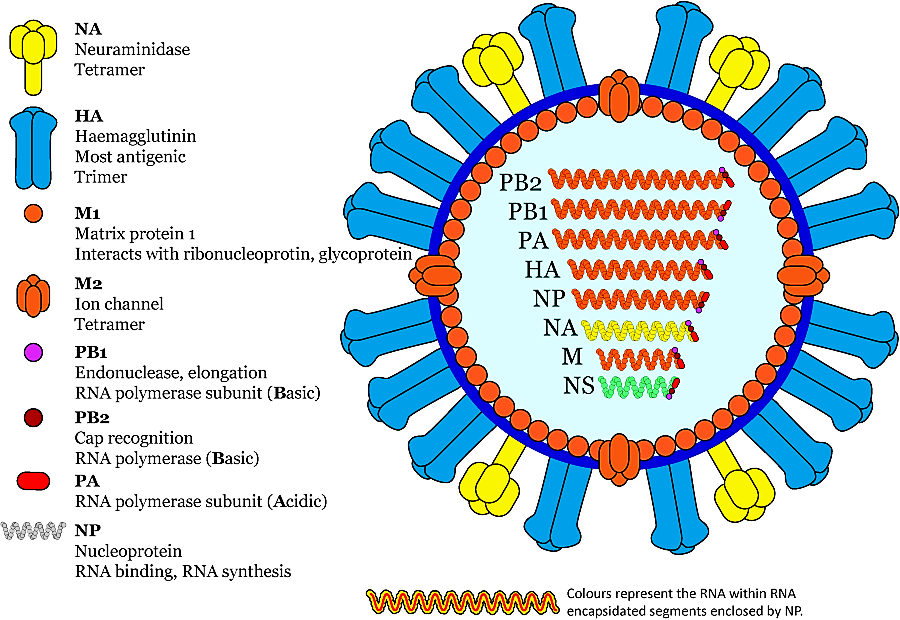 NA
Neuraminidase
Tetramer
HA
Haemagglutinin
Most antigenic
Trimer
M1
Matrix protein 1
Interacts with ribonucleoprotin, glycoprotein
M2
Ion channel
Tetramer
PB1
Endonuclease, elongation
RNA polymerase subunit (Basic)
PB2
Cap recognition
RNA polymerase (Basic)
PA
RNA polymerase subunit (Acidic)
NP
Nucleoprotein
RNA binding, RNA synthesis
PB2
PB1
PA
HA
NP
NA
M
NS
Colours represent the RNA within RNA
encapsidated segments enclosed by NP.